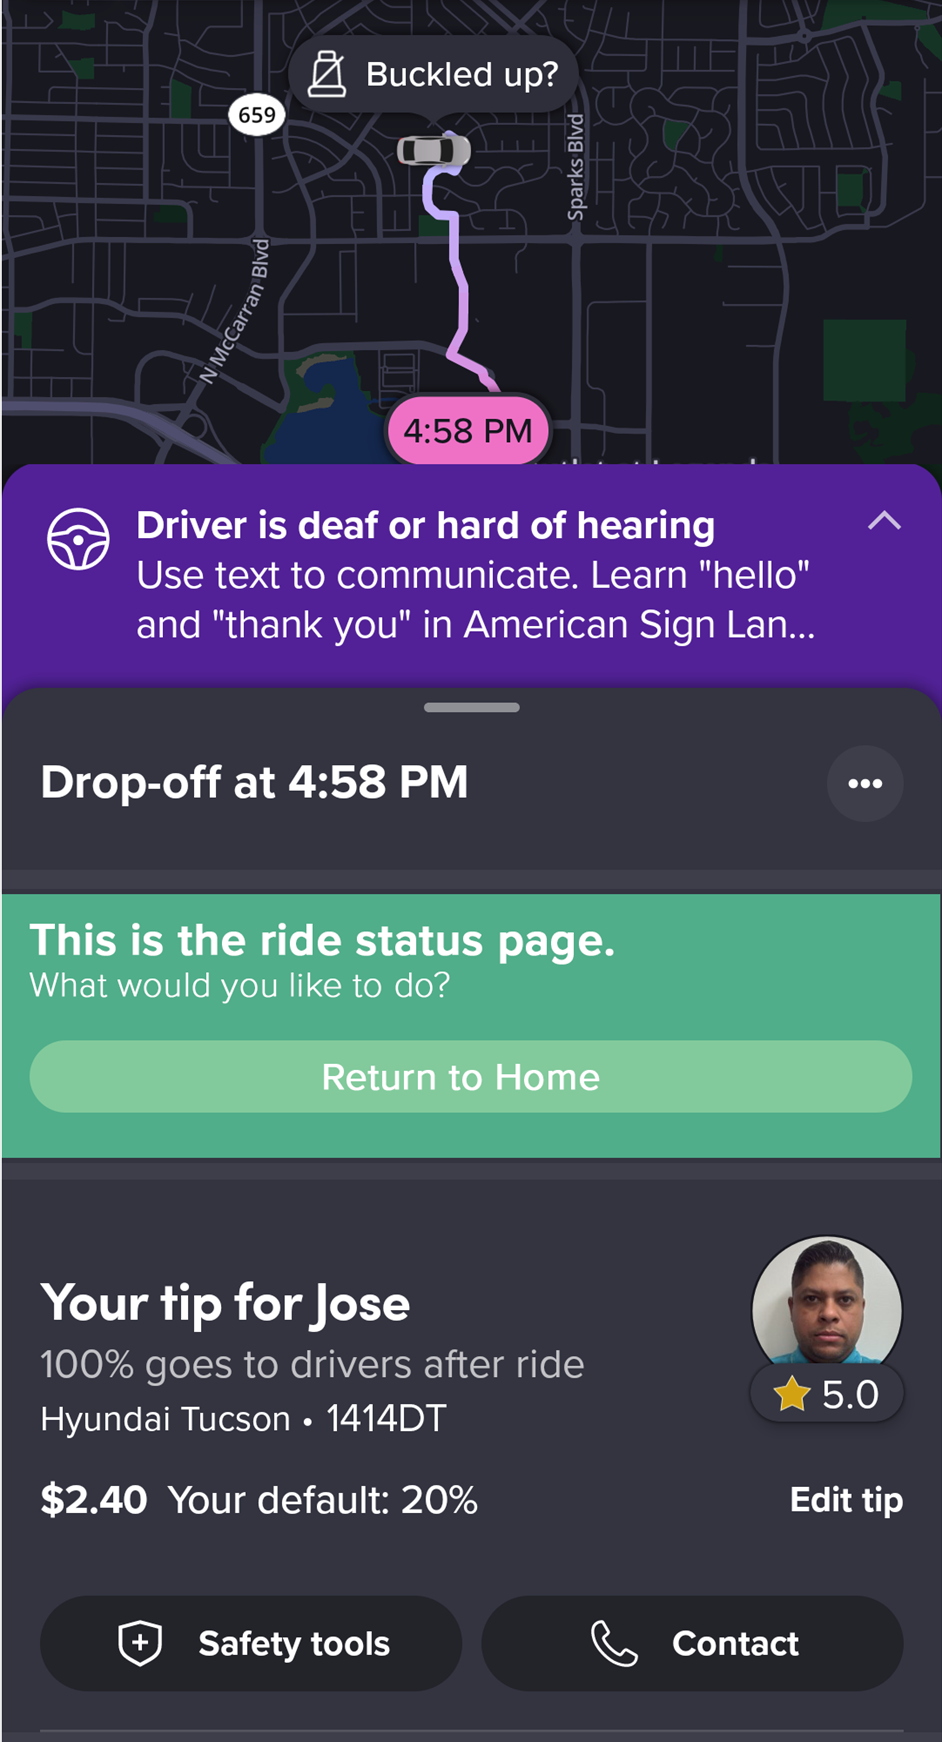 Buckled up?
659
Sparks Blvd
N McCarran Blvd
4:58 PM
Driver is deaf or hard of hearing
Use text to communicate. Learn "hello"
and "thank you" in American Sign Lan...
Drop-off at 4:58 PM
This is the ride status page.
What would you like to do?
Return to Home
Your tip for Jose
100% goes to drivers after ride
Hyundai Tucson • 1414DT
5.0
$2.40 Your default: 20%
Edit tip
Safety tools
Contact